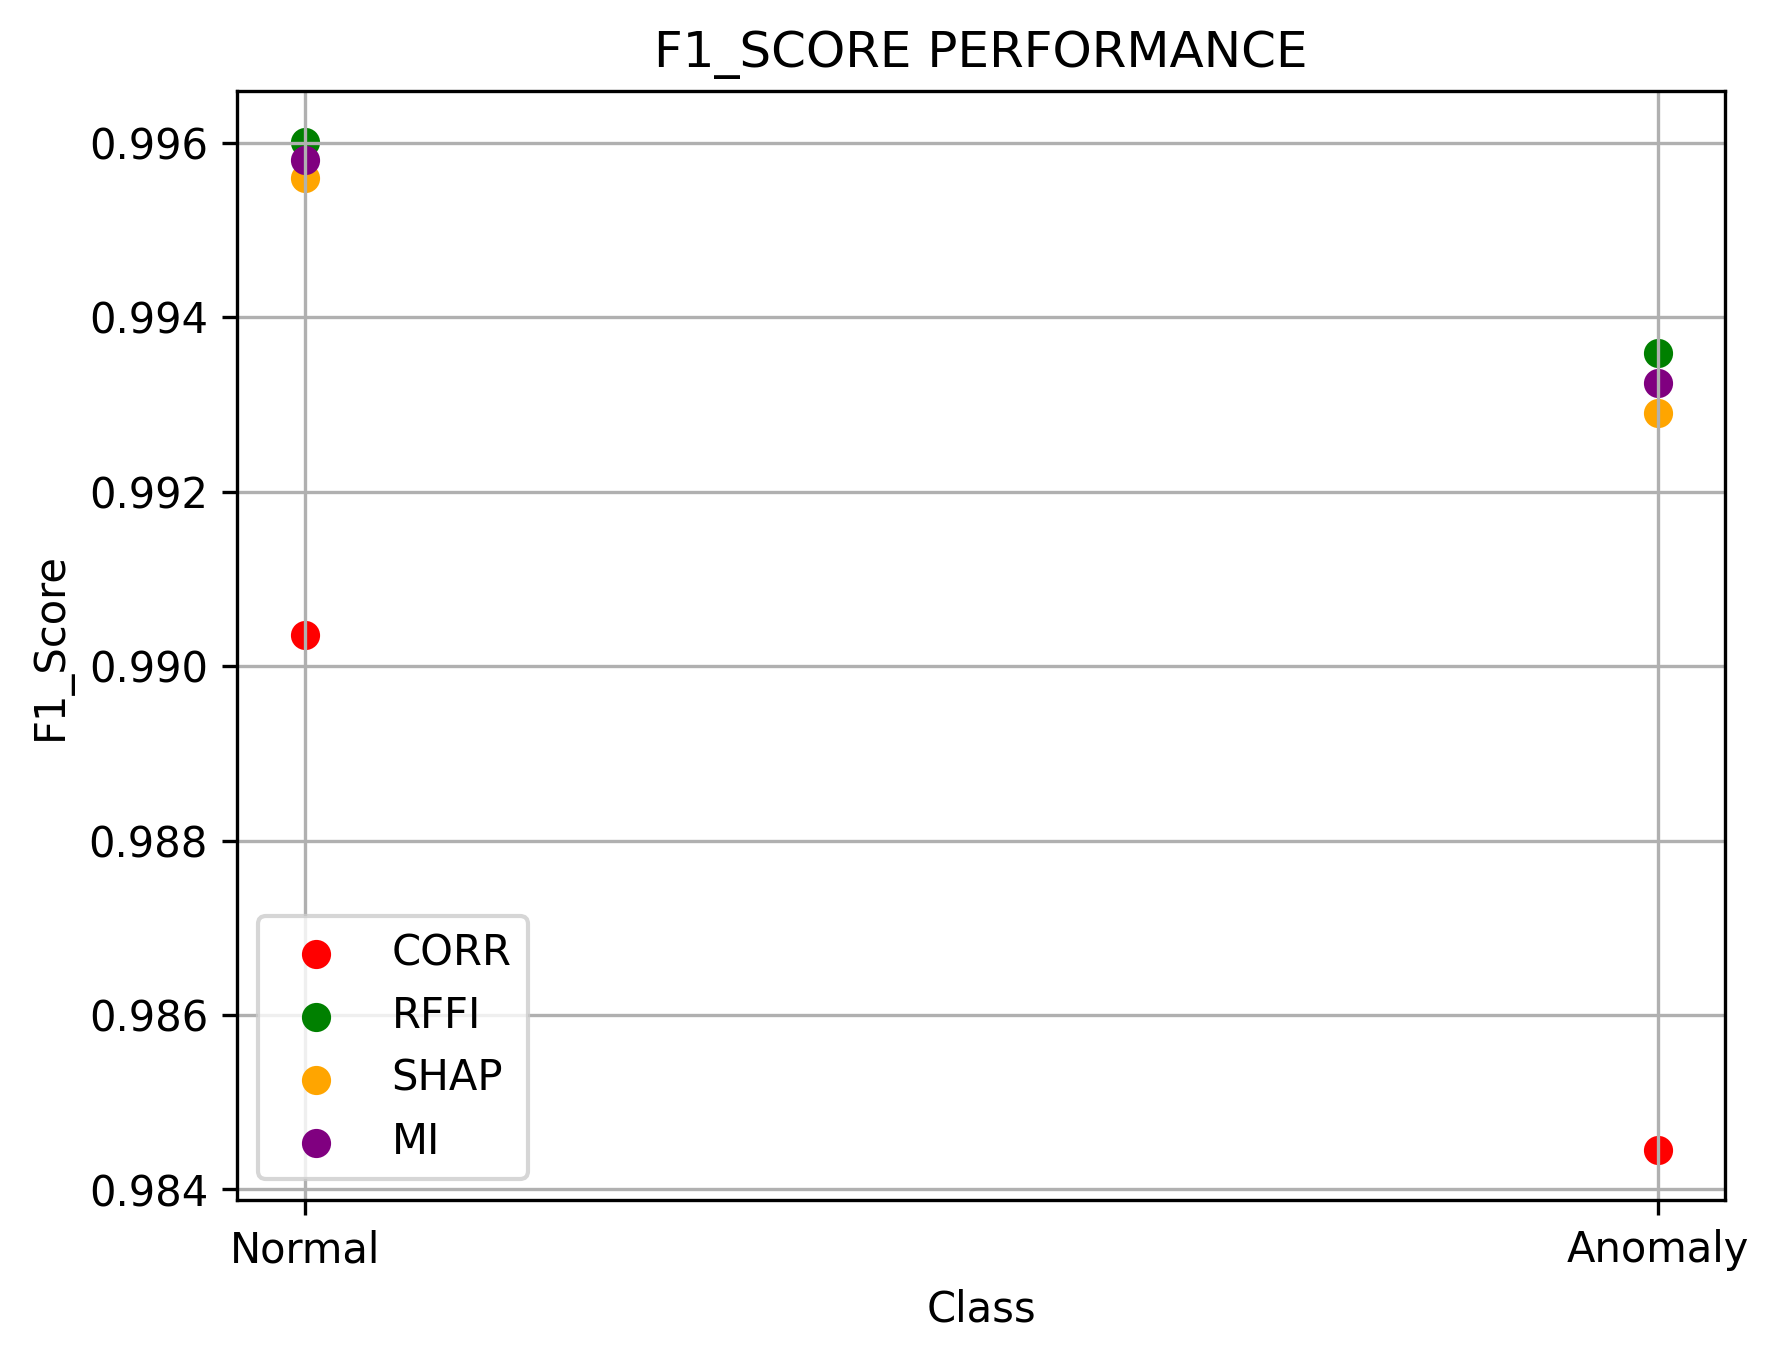 F1_SCORE PERFORMANCE
F1_Score
0.996
0.994
0.992
0.990
0.988
0.986
0.984
CORR
RFFI
SHAP
MI
Normal
Anomaly
Class